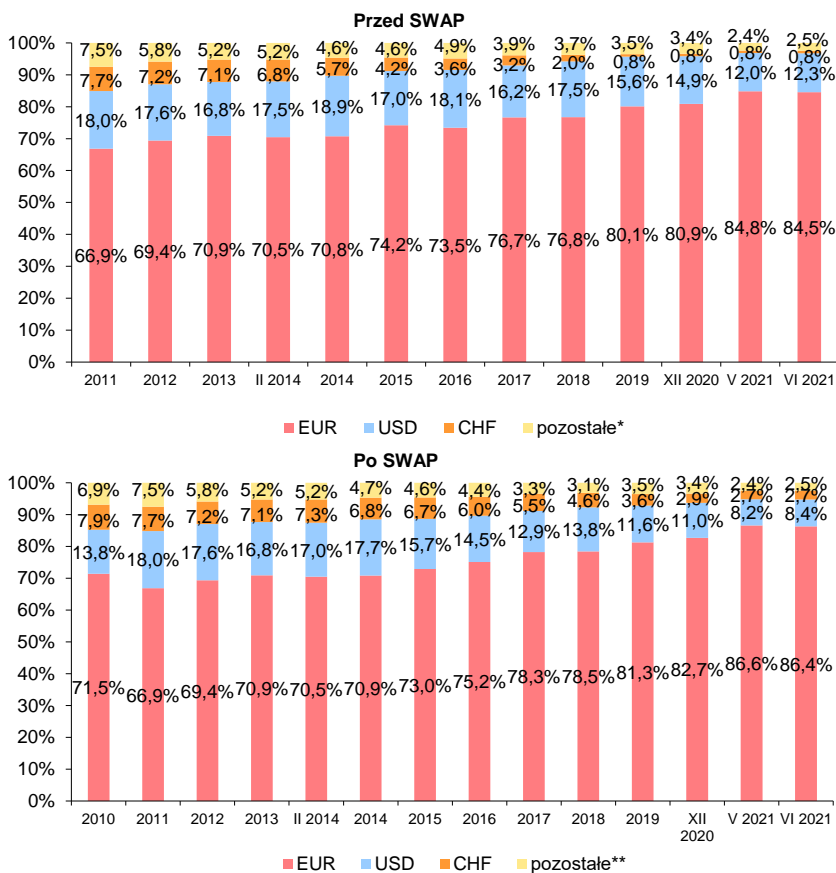 Przed SWAP
100%
90%
80%
70%
60%
50%
40%
30%
20%
10%
0%
7,5% 5,8% 5,2% 5,2% 4,6% 4,6% 4,9% 3,9% 3,7% 3,5% 3,4% 2,4% 2,5%
7,7% 7,2% 7,1% 6,8% 5,7% 4,2% 3,6% 3,2% 2,0% 0,8% 0,8% 0,8% 0,8%
18,0% 17,6% 16,8% 17,5% 18,9% 17,0% 18,1% 16,2% 17,5% 15,6% 14,9% 12,0% 12,3%
66,9% 69,4% 70,9% 70,5% 70,8% 74,2% 73,5% 76,7% 76,8% 80,1% 80,9% 84,8% 84,5%
2011 2012 2013 II 2014 2014 2015 2016 2017 2018 2019 XII 2020 V 2021 VI 2021
EUR USD CHF pozostałe*
Po SWAP
100%
90%
80%
70%
60%
50%
40%
30%
20%
10%
0%
6,9% 7,5% 5,8% 5,2% 5,2% 4,7% 4,6% 4,4% 3,3% 3,1% 3,5% 3,4% 2,4% 2,5%
7,9% 7,7% 7,2% 7,1% 7,3% 6,8% 6,7% 6,0% 5,5% 4,6% 3,6% 2,9% 2,7% 2,7%
13,8% 18,0% 17,6% 16,8% 17,0% 17,7% 15,7% 14,5% 12,9% 13,8% 11,6% 11,0% 8,2% 8,4%
71,5% 66,9% 69,4% 70,9% 70,5% 70,9% 73,0% 75,2% 78,3% 78,5% 81,3% 82,7% 86,6% 86,4%
2010 2011 2012 2013 II 2014 2014 2015 2016 2017 2018 2019 XII 2020 V 2021 VI 2021
EUR USD CHF pozostałe**